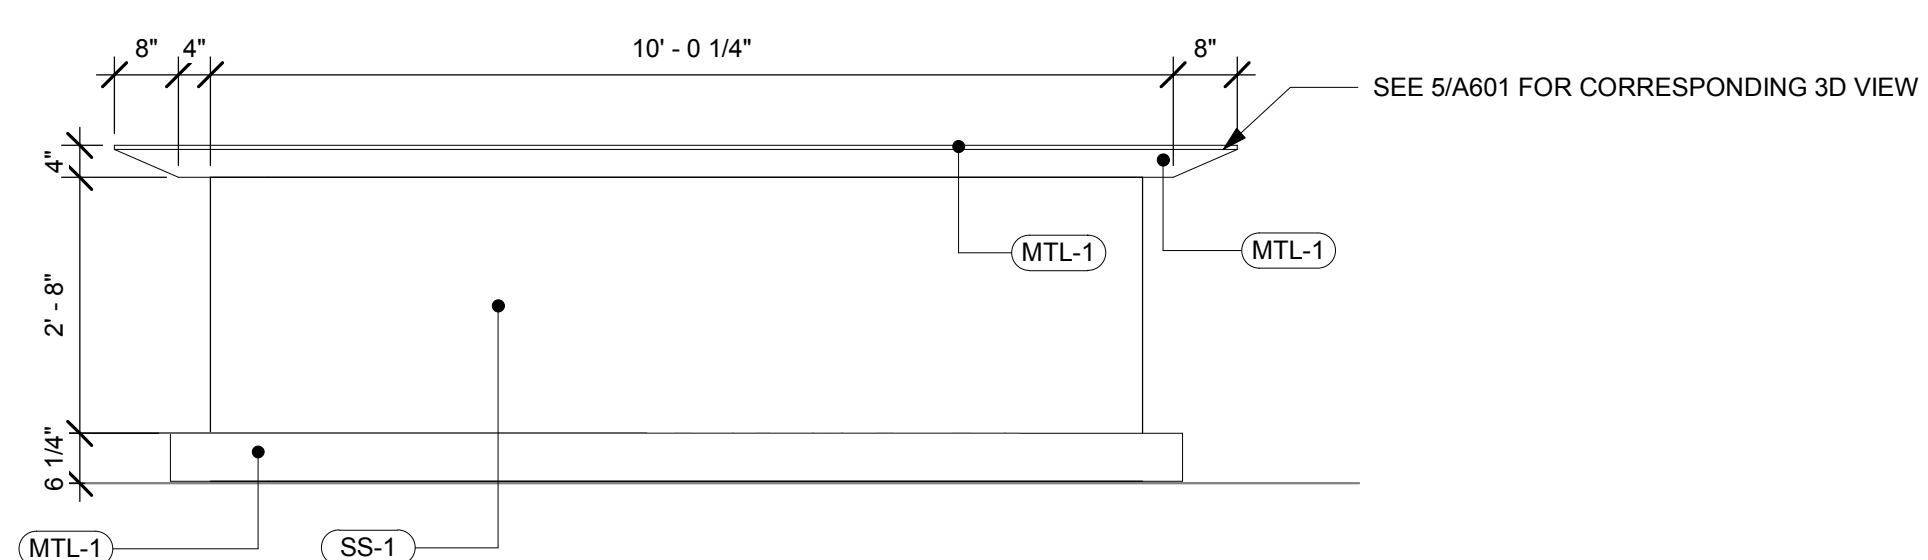 8" 4" 10' - 0 1/4" 8"
SEE 5/A601 FOR CORRESPONDING 3D VIEW
4"
2' - 8"
6 1/4"
MTL-1
MTL-1
MTL-1
SS-1